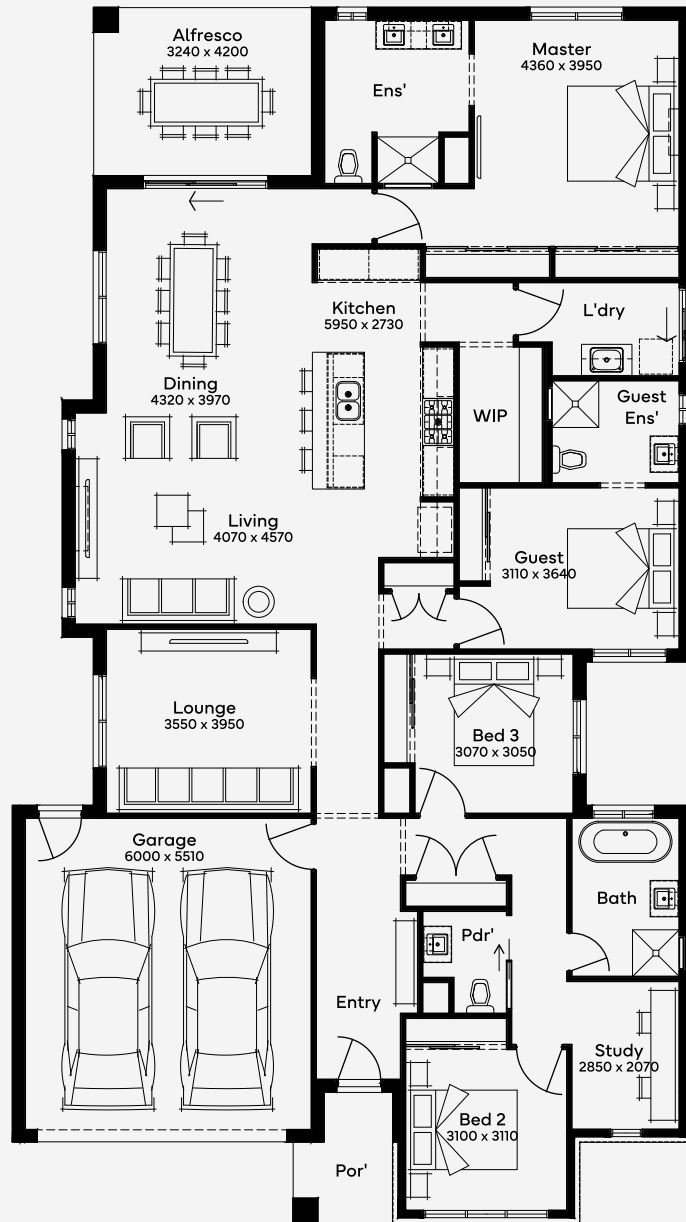 Alfresco
3240 x 4200
Master
4360 x 3950
Ens'
Kitchen
5950 x 2730
L'dry
Dining
4320 x 3970
WIP
Guest
Ens'
Living
4070 x 4570
Guest
3110 x 3640
Lounge
3550 x 3950
Bed 3
3070 x 3050
Garage
6000 x 5510
Bath
Pdr'
Entry
Study
2850 x 2070
Bed 2
3100 x 3110
Por'